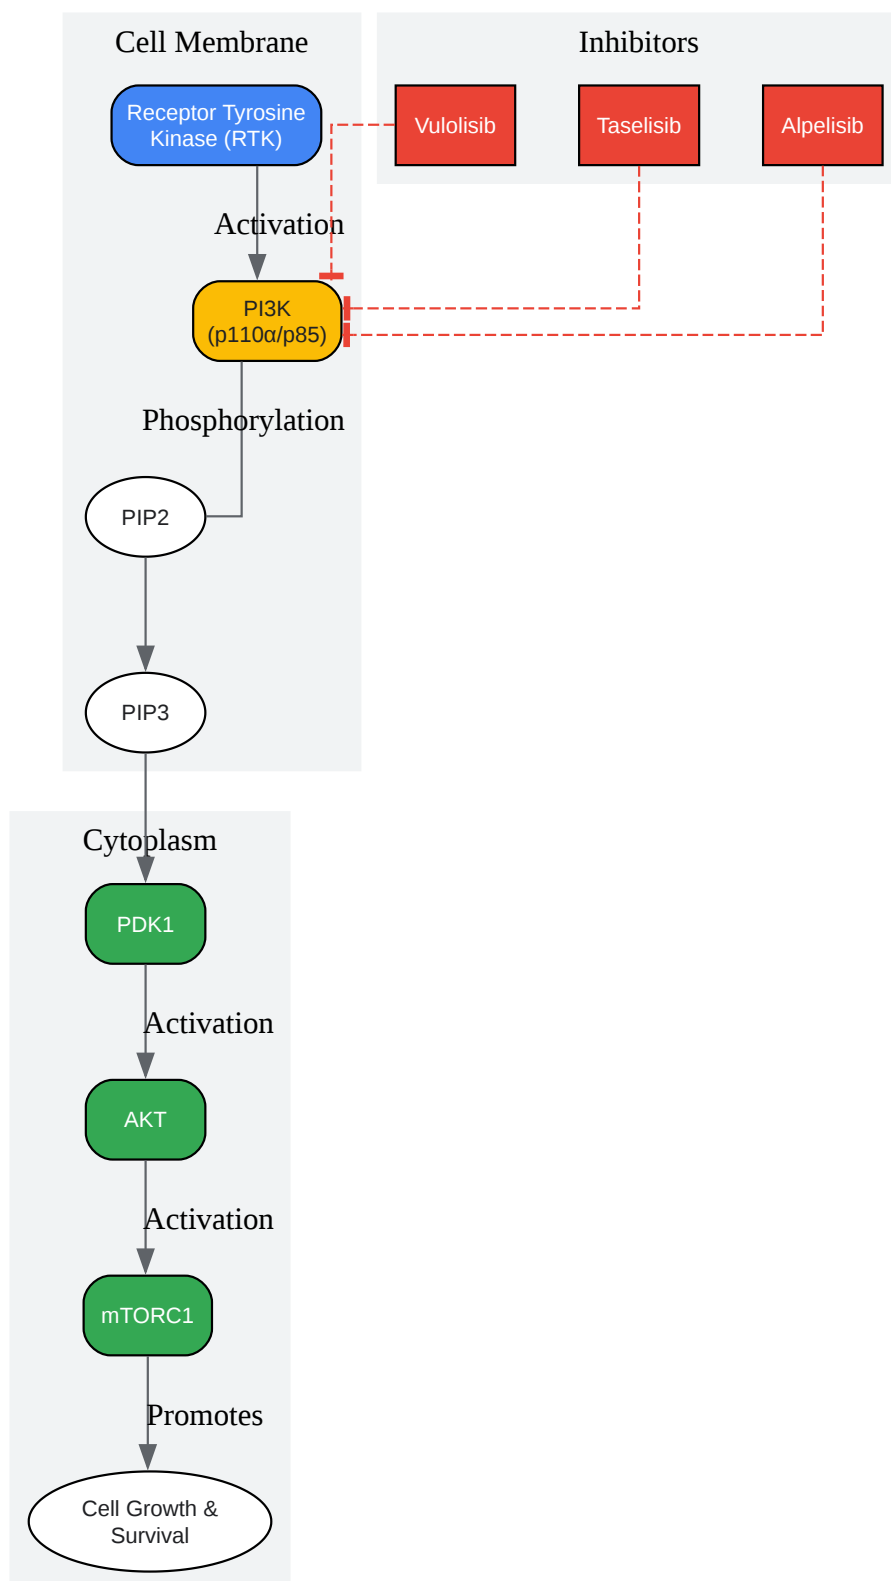 Cell Membrane
Inhibitors
Receptor Tyrosine
Kinase (RTK)
Vulolisib
Taselisib
Alpelisib
Activation
PI3K
(p110α/p85)
Phosphorylation
PIP2
PIP3
Cytoplasm
PDK1
Activation
AKT
Activation
mTORC1
Promotes
Cell Growth &
Survival